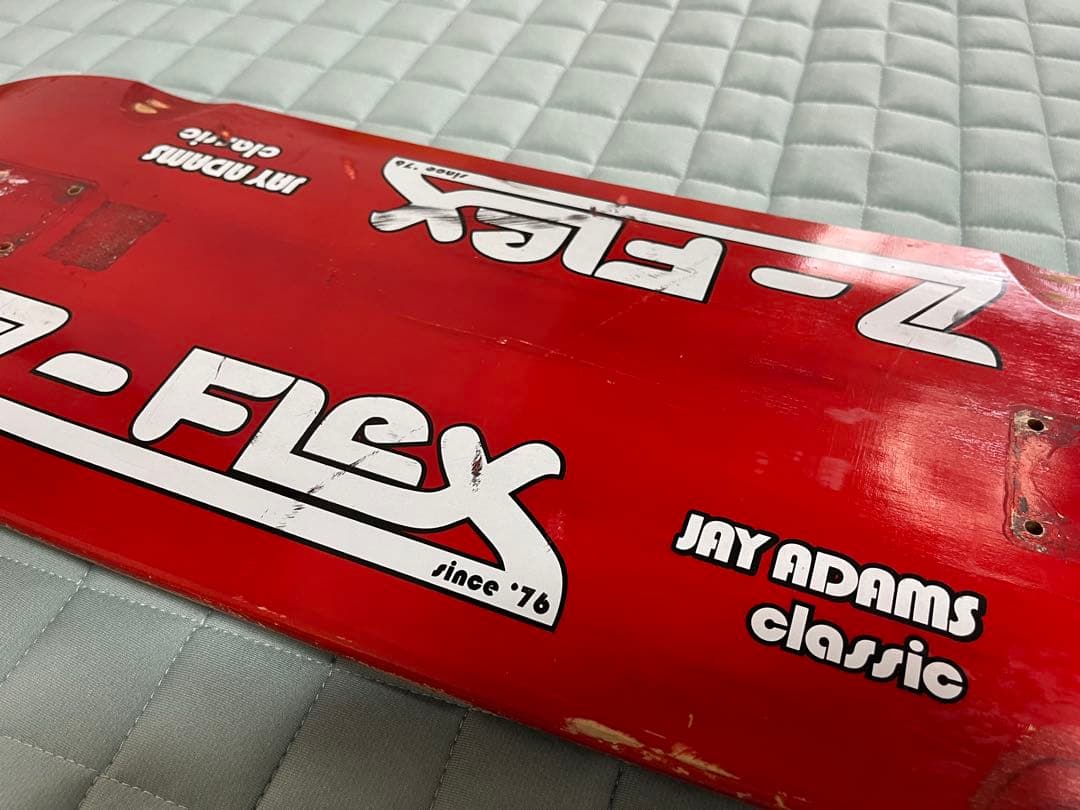 JAY ADAMS
classic
Z-FLEX
since '76
Z-FLEX
since '76
JAY ADAMS
classic